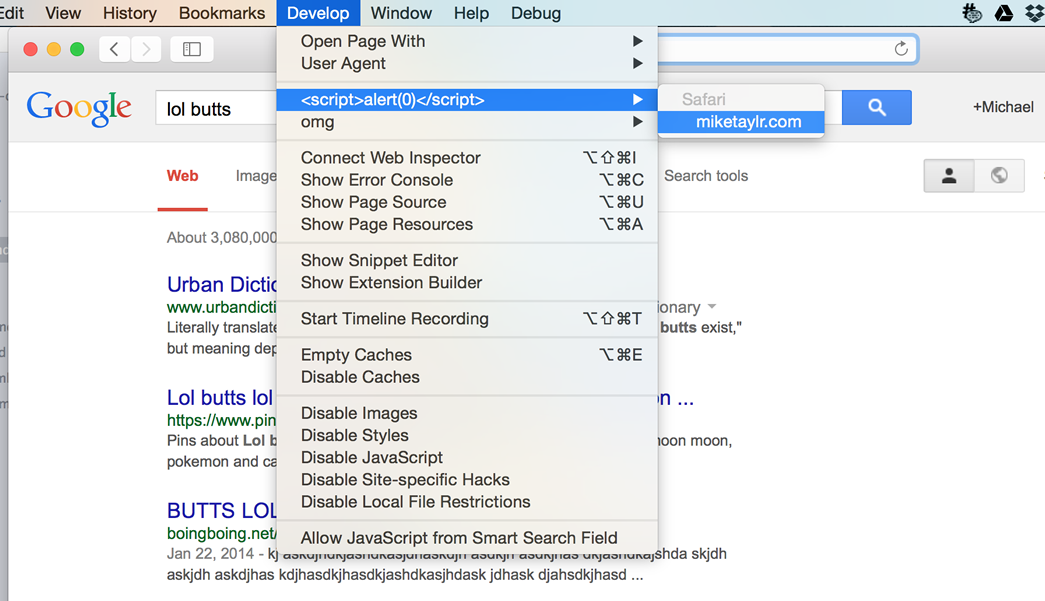 Edit View History Bookmarks Develop Window Help Debug
Open Page With
User Agent
<script>alert(0)</script>
Safari
omg
miketaylr.com
Google
lol butts
+Michael
Connect Web Inspector ⌥⇧⌘I
Show Error Console ⌥⌘C
Show Page Source ⌥⌘U
Show Page Resources ⌥⌘A
Web
Image
Search tools
About 3,080,000
Show Snippet Editor
Show Extension Builder
Urban Dictio
www.urbandicti
ionary
Start Timeline Recording ⌥⇧⌘T
Literally translate
butts exist,"
but meaning dep
Empty Caches ⌥⌘E
Disable Caches
Lol butts lol
on ...
https://www.pin
Disable Images
Pins about Lol b
noon moon,
Disable Styles
pokemon and ca
Disable JavaScript
Disable Site-specific Hacks
Disable Local File Restrictions
BUTTS LOL
boingboing.net/
Allow JavaScript from Smart Search Field
Jan 22, 2014 - kj askdjhdkjashdkasjdhaskdjh asdkjh asdkjhas dkjashdkajshda skjdh
askjdh askdjhas kdjhasdkjhasdkjashdkasjhdask jdhask djahsdkjhasd ...